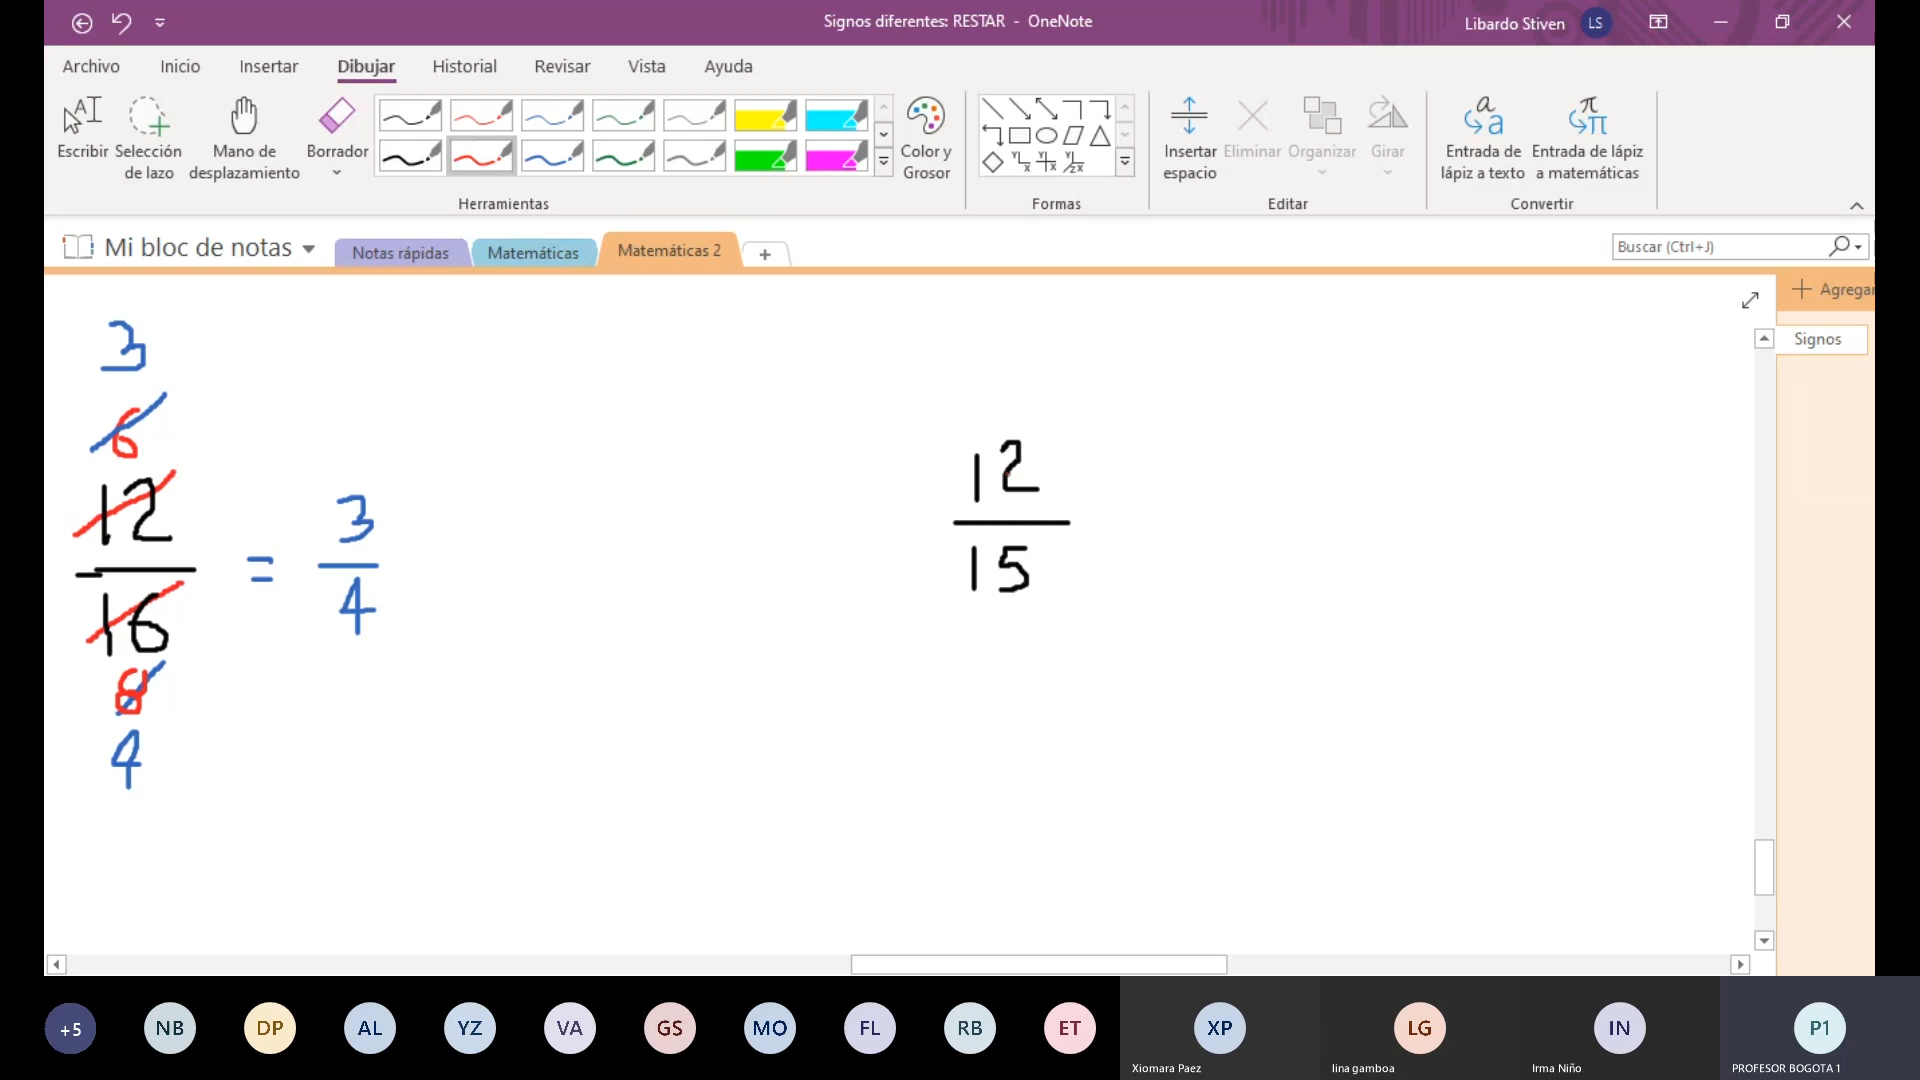 Signos diferentes: RESTAR - OneNote
Libardo Stiven LS
Archivo Inicio Insertar Dibujar Historial Revisar Vista Ayuda
Escribir
Selección de lazo
Mano de desplazamiento
Borrador
Color y Grosor
Insertar espacio
Eliminar
Organizar
Girar
Entrada de lápiz a texto
Entrada de lápiz a matemáticas
Herramientas
Formas
Editar
Convertir
Mi bloc de notas
Notas rápidas
Matemáticas
Matemáticas 2
Buscar (Ctrl+J)
Agregar
Signos
3
6
12
16
8
4
=
3
4
12
15
+5 NB DP AL YZ VA GS MO FL RB ET XP LG IN P1
Xiomara Paez
lina gamboa
Irma Niño
PROFESOR BOGOTA 1